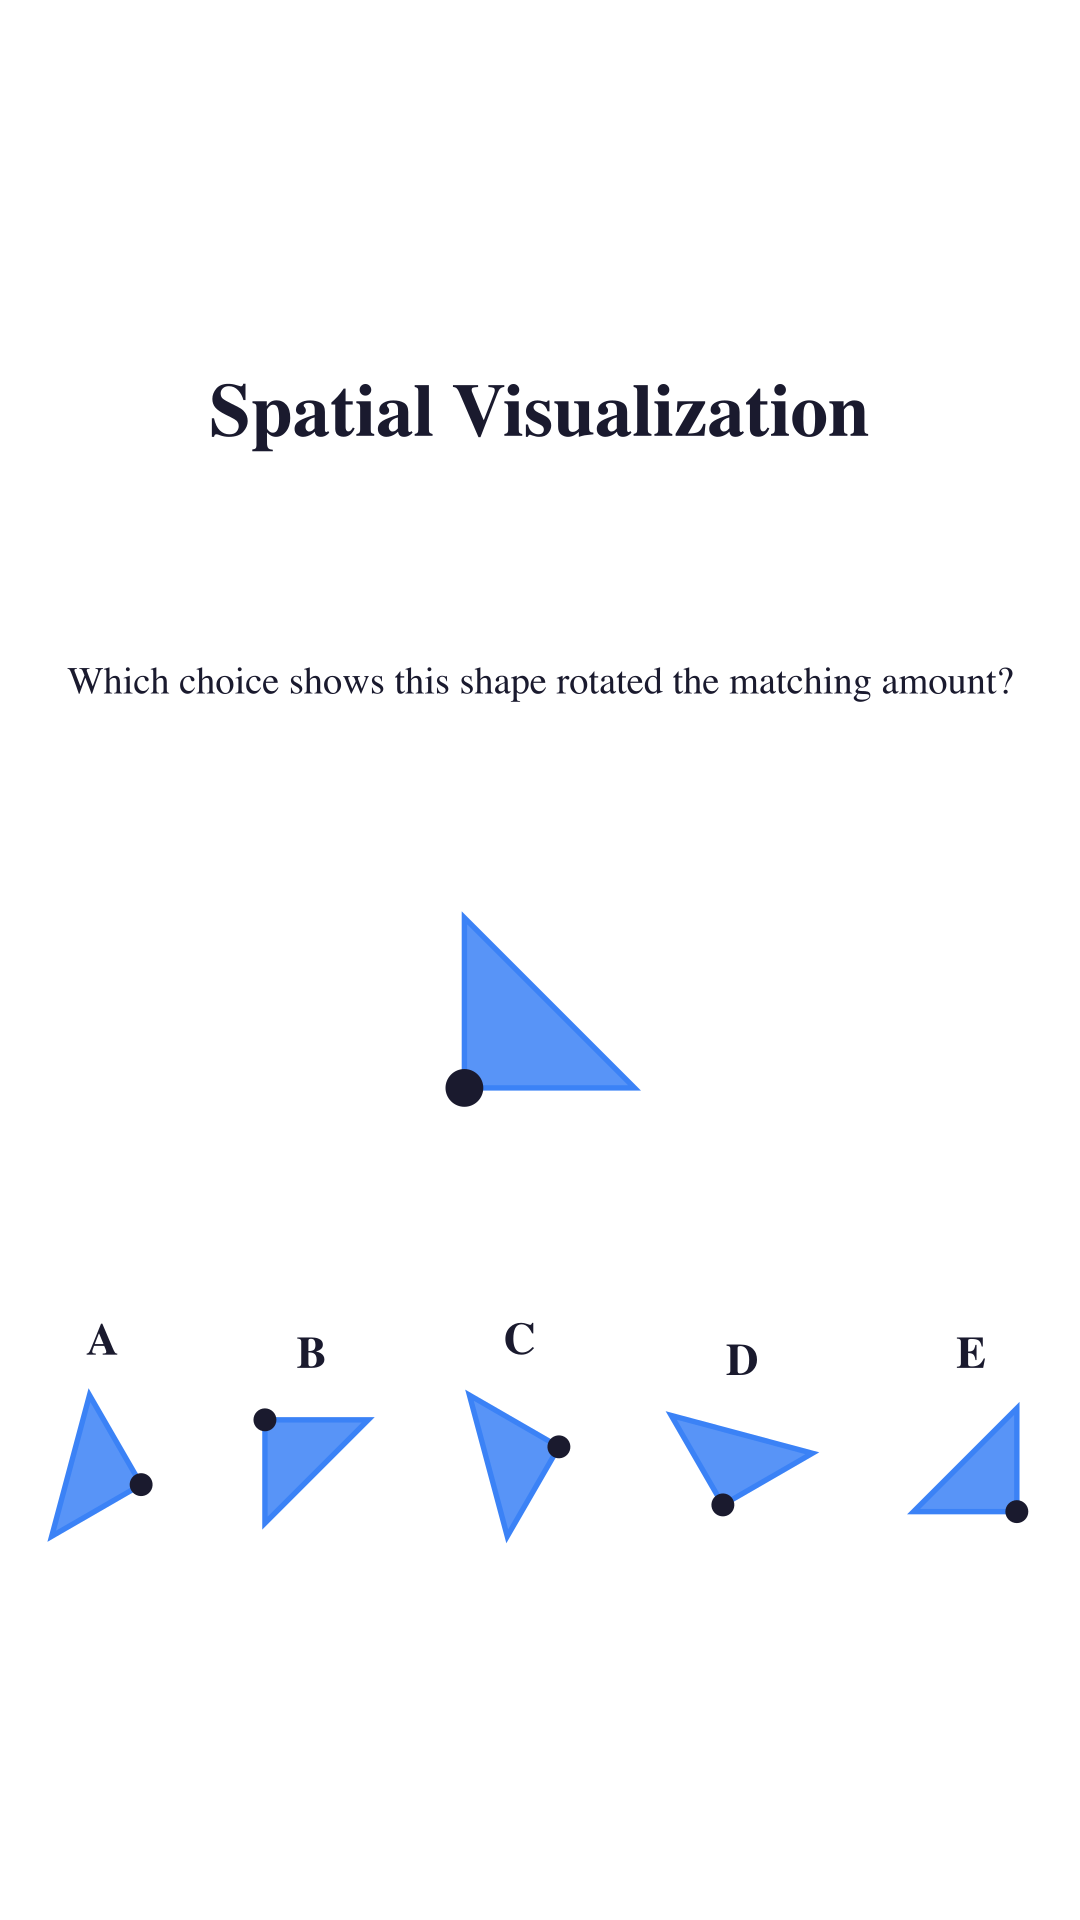 Spatial Visualization
Which choice shows this shape rotated the matching amount?
A
B
C
D
E